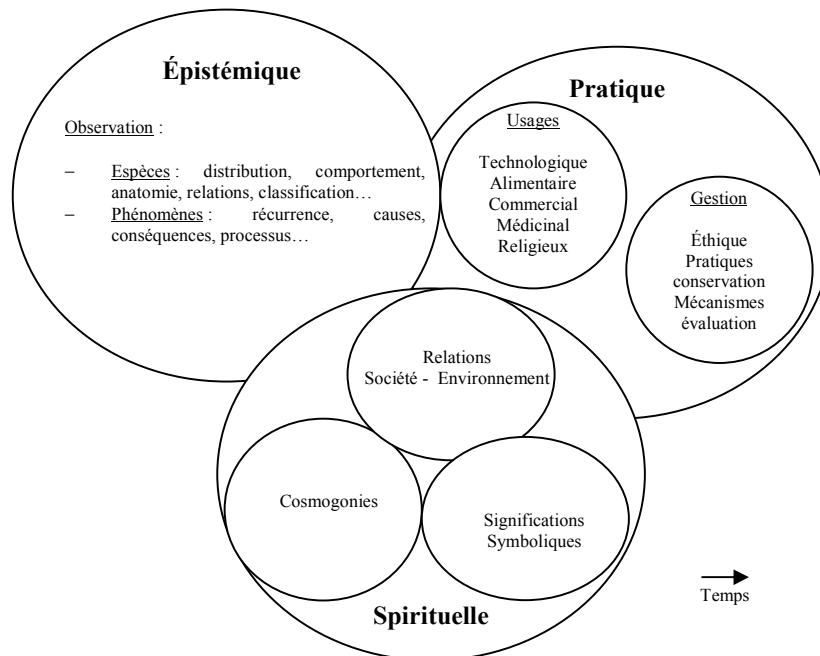 Épistémique
Observation :
– Espèces : distribution, comportement,
anatomie, relations, classification…
– Phénomènes : récurrence, causes,
conséquences, processus…
Pratique
Usages
Technologique
Alimentaire
Commercial
Médicinal
Religieux
Gestion
Éthique
Pratiques
conservation
Mécanismes
évaluation
Relations
Société - Environnement
Cosmogonies
Significations
Symboliques
Spirituelle
Temps